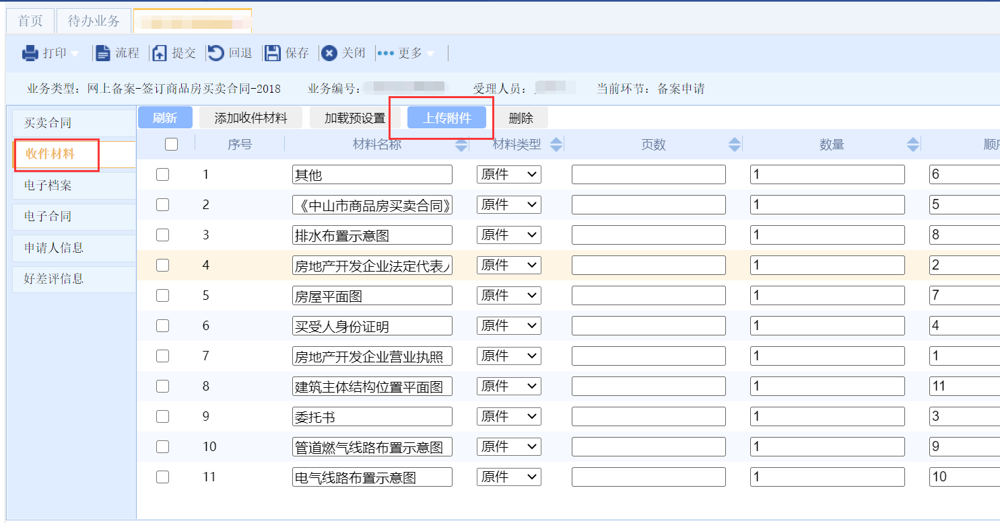 首页 待办业务
打印 流程 提交 回退 保存 关闭 更多
业务类型：网上备案-签订商品房买卖合同-2018 业务编号： 受理人员： 当前环节：备案申请
买卖合同
收件材料
电子档案
电子合同
申请人信息
好差评信息
刷新 添加收件材料 加载预设置 上传附件 删除
序号 材料名称 材料类型 页数 数量
1 其他 原件 1 6
2 《中山市商品房买卖合同》 原件 1 5
3 排水布置示意图 原件 1 8
4 房地产开发企业法定代表 原件 1 2
5 房屋平面图 原件 1 7
6 买受人身份证明 原件 1 4
7 房地产开发企业营业执照 原件 1 1
8 建筑主体结构位置平面图 原件 1 11
9 委托书 原件 1 3
10 管道燃气线路布置示意图 原件 1 9
11 电气线路布置示意图 原件 1 10